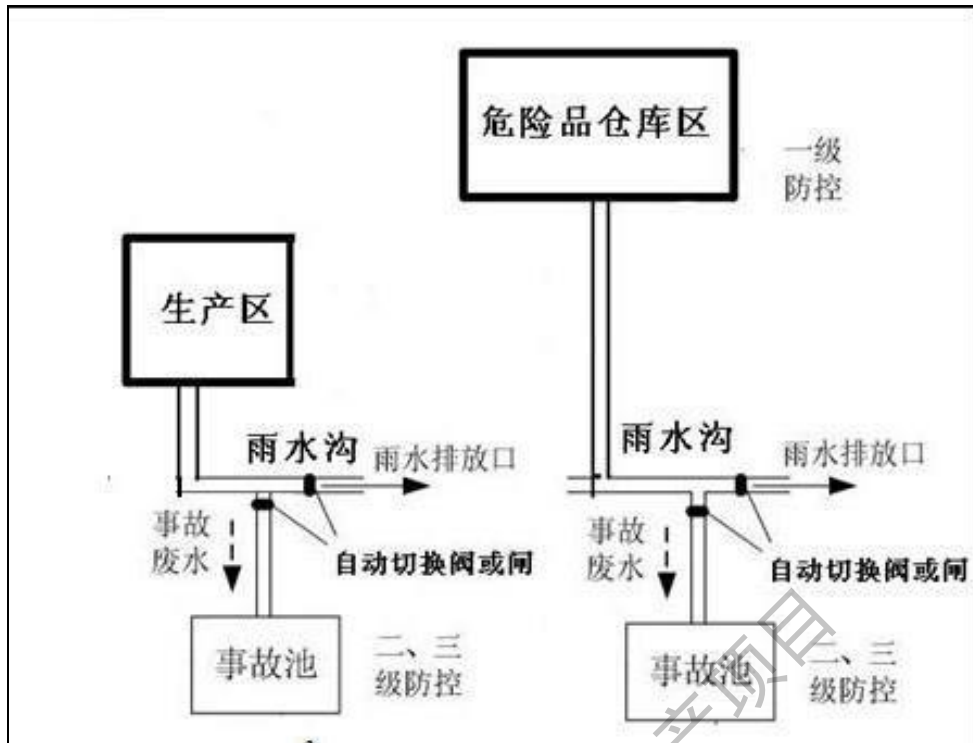 危险品仓库区
一级
防控
生产区
雨水沟
雨水排放口
事故
废水
自动切换阀或闸
事故池
二、三
级防控
雨水沟
雨水排放口
事故
废水
自动切换阀或闸
事故池
二、三
级防控
产项目